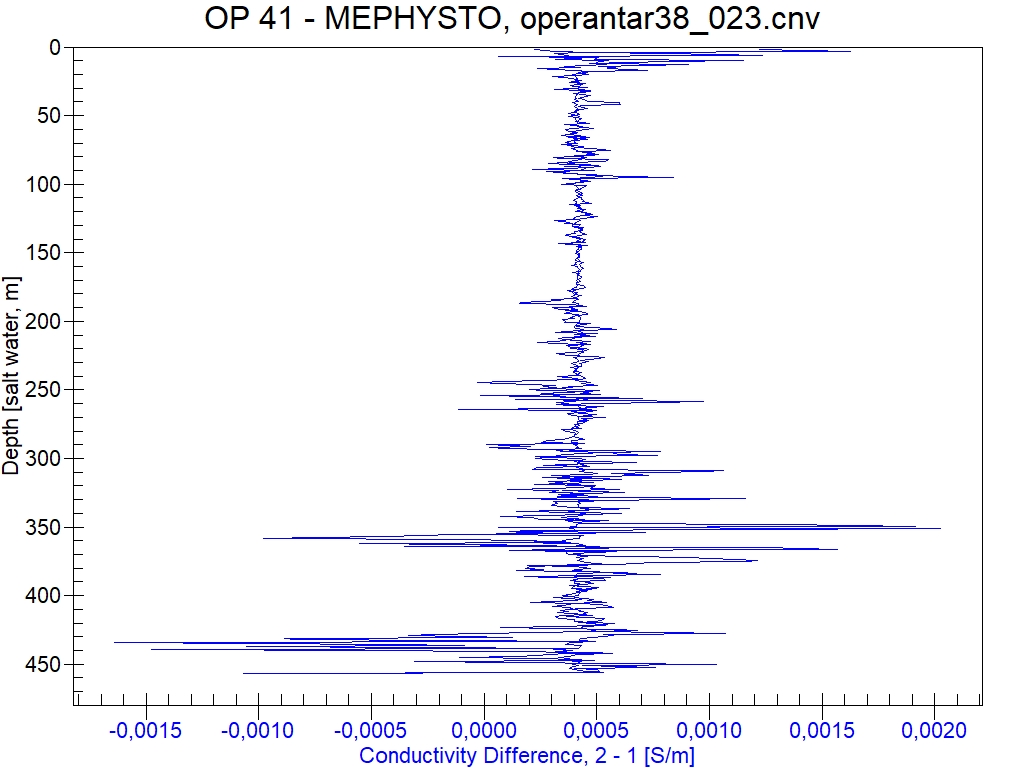 OP 41 - MEPHYSTO, operantar38_023.cnv
0
50
100
150
200
250
300
350
400
450
Depth [salt water, m]
-0,0015 -0,0010 -0,0005 0,0000 0,0005 0,0010 0,0015 0,0020
Conductivity Difference, 2 - 1 [S/m]